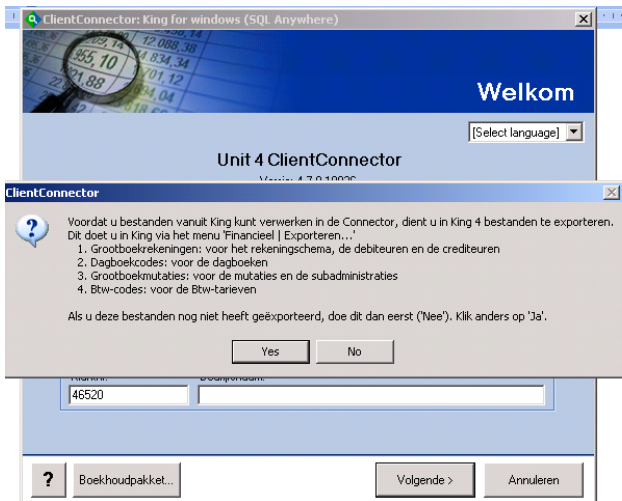 ClientConnector: King for windows (SQL Anywhere)
Welkom
[Select language]
Unit 4 ClientConnector
ClientConnector
Voordat u bestanden vanuit King kunt verwerken in de Connector, dient u in King 4 bestanden te exporteren.
Dit doet u in King via het menu 'Financieel | Exporteren...'
1. Grootboekrekeningen: voor het rekeningschema, de debiteuren en de crediteuren
2. Dagboekcodes: voor de dagboeken
3. Grootboekmutaties: voor de mutaties en de subadministraties
4. Btw-codes: voor de Btw-tarieven
Als u deze bestanden nog niet heeft geëxporteerd, doe dit dan eerst ('Nee'). Klik anders op 'Ja'.
Yes No
46520
? Boekhoudpakket... Volgende > Annuleren